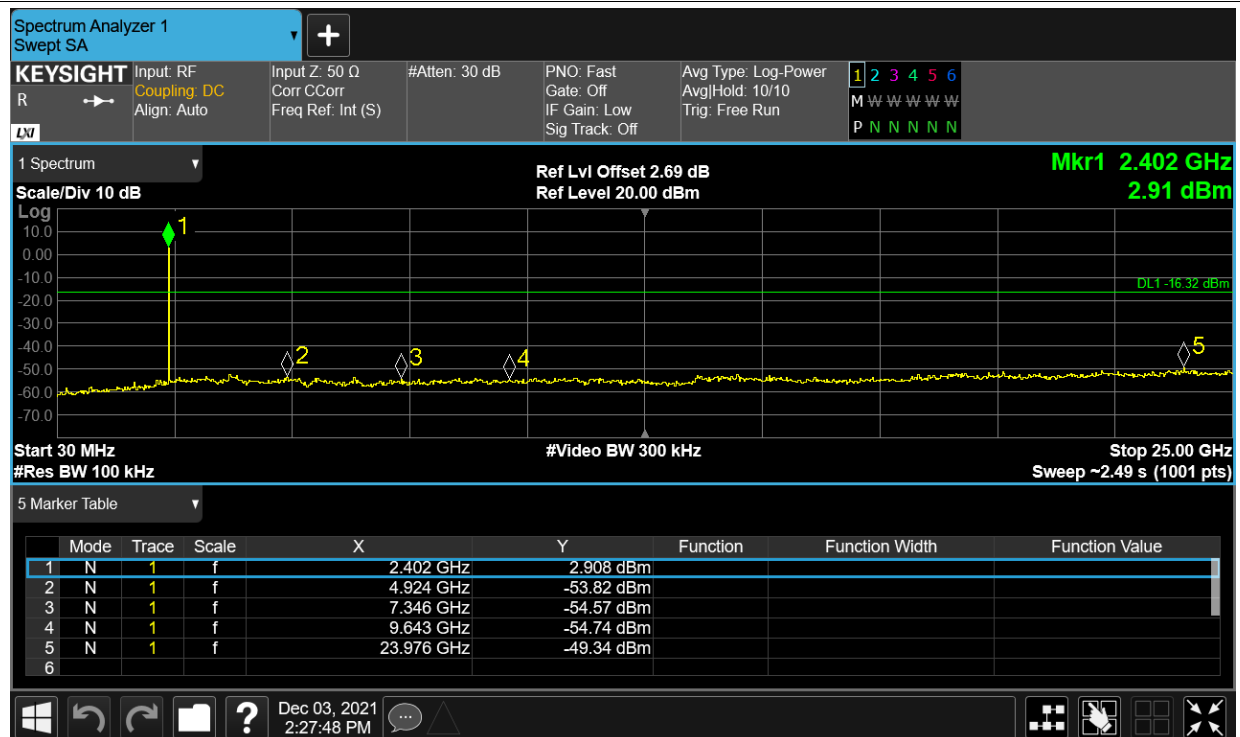 Spectrum Analyzer 1
Swept SA
+
KEYSIGHT
R
LXI
Input: RF
Coupling: DC
Align: Auto
Input Z: 50 Ω
Corr CCorr
Freq Ref: Int (S)
#Atten: 30 dB
PNO: Fast
Gate: Off
IF Gain: Low
Sig Track: Off
Avg Type: Log-Power
Avg|Hold: 10/10
Trig: Free Run
1 2 3 4 5 6
M W W W W W
P N N N N N
1 Spectrum
Scale/Div 10 dB
Ref Lvl Offset 2.69 dB
Ref Level 20.00 dBm
Mkr1 2.402 GHz
2.91 dBm
Log
10.0
0.00
-10.0
-20.0
-30.0
-40.0
-50.0
-60.0
-70.0
1
DL1 -16.32 dBm
2
3
4
5
Start 30 MHz
#Res BW 100 kHz
#Video BW 300 kHz
Stop 25.00 GHz
Sweep ~2.49 s (1001 pts)
5 Marker Table
Mode Trace Scale X Y Function Function Width Function Value
1 N 1 f 2.402 GHz 2.908 dBm
2 N 1 f 4.924 GHz -53.82 dBm
3 N 1 f 7.346 GHz -54.57 dBm
4 N 1 f 9.643 GHz -54.74 dBm
5 N 1 f 23.976 GHz -49.34 dBm
6
?
Dec 03, 2021
2:27:48 PM